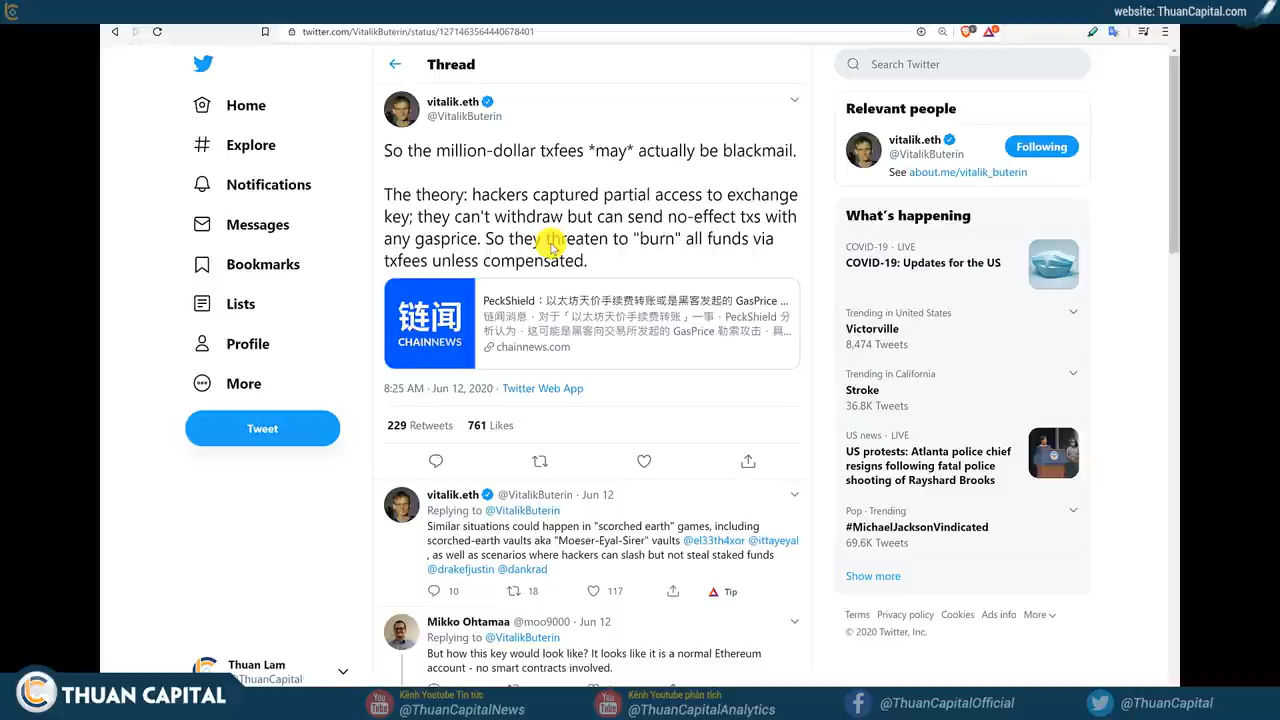 website: ThuanCapital.com
twitter.com/VitalikButerin/status/1271463564440678401
Home
Explore
Notifications
Messages
Bookmarks
Lists
Profile
More
Tweet
Thuan Lam
@ThuanCapital
Thread
vitalik.eth
@VitalikButerin
So the million-dollar txfees *may* actually be blackmail.
The theory: hackers captured partial access to exchange
key; they can't withdraw but can send no-effect txs with
any gasprice. So they threaten to "burn" all funds via
txfees unless compensated.
链闻
CHAINNEWS
PeckShield：以太坊天价手续费转账或是黑客发起的 GasPrice ...
链闻消息，对于「以太坊天价手续费转账」一事，PeckShield 分
析认为，这可能是黑客向交易所发起的 GasPrice 勒索攻击，具...
chainnews.com
8:25 AM · Jun 12, 2020 · Twitter Web App
229 Retweets 761 Likes
vitalik.eth @VitalikButerin · Jun 12
Replying to @VitalikButerin
Similar situations could happen in "scorched earth" games, including
scorched-earth vaults aka "Moeser-Eyal-Sirer" vaults @el33th4xor @ittayeyal
, as well as scenarios where hackers can slash but not steal staked funds
@drakefjustin @dankrad
10 18 117 Tip
Mikko Ohtamaa @moo9000 · Jun 12
Replying to @VitalikButerin
But how this key would look like? It looks like it is a normal Ethereum
account - no smart contracts involved.
Search Twitter
Relevant people
vitalik.eth
@VitalikButerin
Following
See about.me/vitalik_buterin
What's happening
COVID-19 · LIVE
COVID-19: Updates for the US
Trending in United States
Victorville
8,474 Tweets
Trending in California
Stroke
36.8K Tweets
US news · LIVE
US protests: Atlanta police chief
resigns following fatal police
shooting of Rayshard Brooks
Pop · Trending
#MichaelJacksonVindicated
69.6K Tweets
Show more
Terms Privacy policy Cookies Ads info More
© 2020 Twitter, Inc.
THUAN CAPITAL
You Tube
Kênh Youtube Tin tức:
@ThuanCapitalNews
You Tube
Kênh Youtube phân tích
@ThuanCapitalAnalytics
@ThuanCapitalOfficial
@ThuanCapital